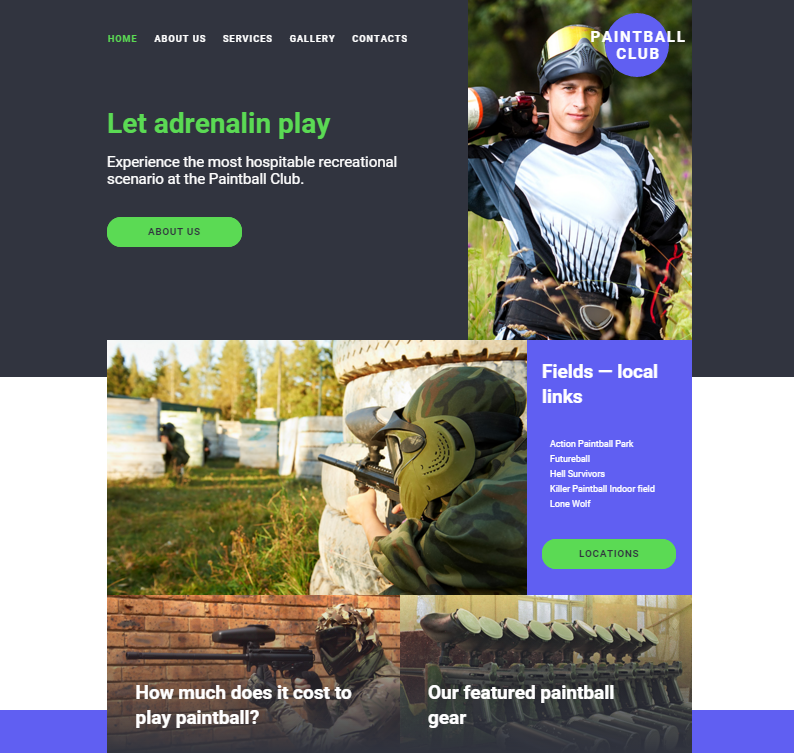 HOME ABOUT US SERVICES GALLERY CONTACTS
PAINTBALL
CLUB
Let adrenalin play
Experience the most hospitable recreational
scenario at the Paintball Club.
ABOUT US
Fields — local
links
Action Paintball Park
Futureball
Hell Survivors
Killer Paintball Indoor field
Lone Wolf
LOCATIONS
How much does it cost to
play paintball?
Our featured paintball
gear